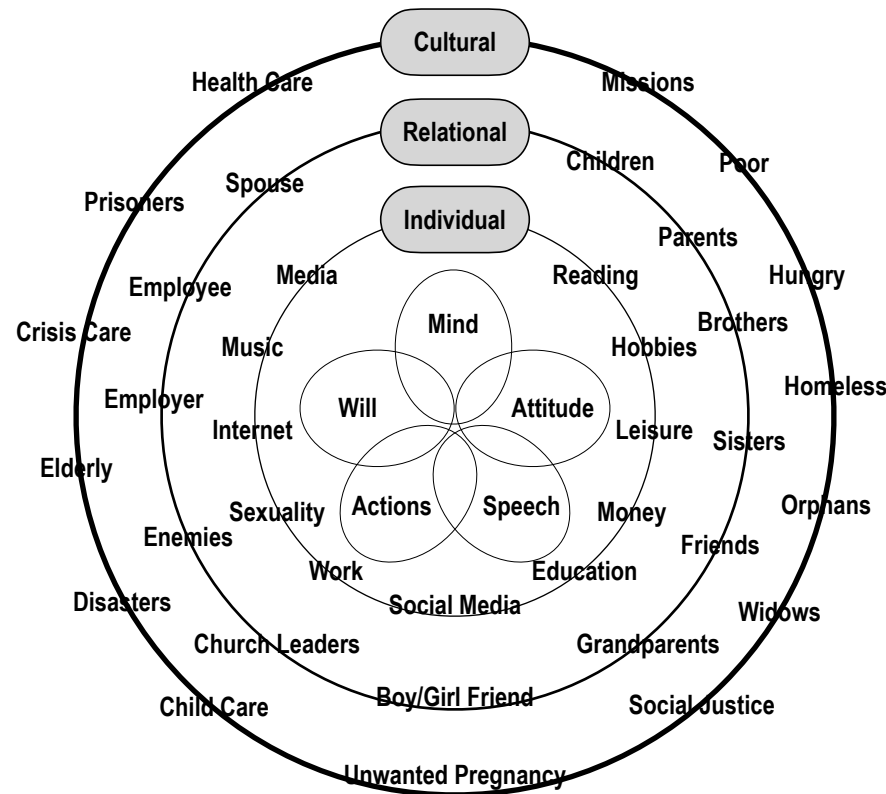 Cultural
Health Care
Missions
Relational
Children
Poor
Spouse
Prisoners
Individual
Parents
Media
Reading
Hungry
Employee
Mind
Brothers
Crisis Care
Music
Hobbies
Homeless
Employer
Will
Attitude
Internet
Leisure
Sisters
Elderly
Orphans
Sexuality
Actions
Speech
Money
Enemies
Friends
Work
Education
Disasters
Social Media
Widows
Church Leaders
Grandparents
Boy/Girl Friend
Child Care
Social Justice
Unwanted Pregnancy